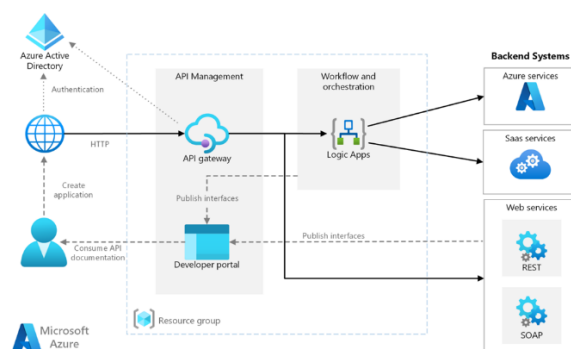 Backend Systems
Azure Active
Directory
API Management
Workflow and
orchestration
Azure services
Authentication
HTTP
API gateway
Logic Apps
Saas services
Create
application
Publish interfaces
Web services
Publish interfaces
Consume API
documentation
Developer portal
REST
Resource group
SOAP
Microsoft
Azure